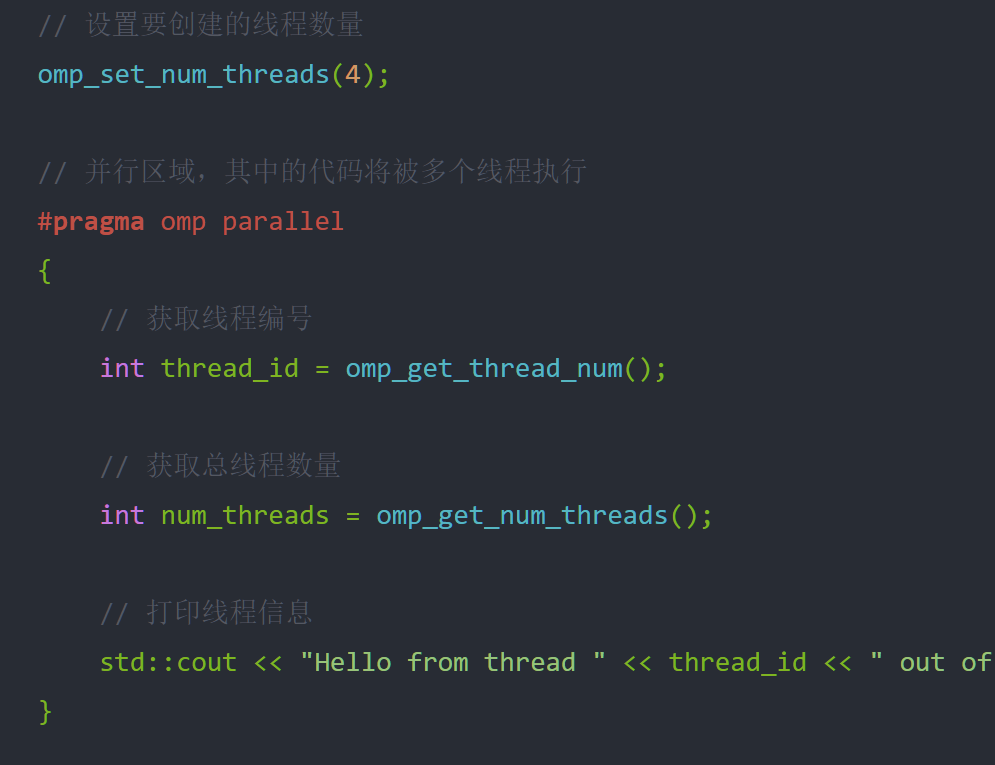 // 设置要创建的线程数量
omp_set_num_threads(4);
// 并行区域，其中的代码将被多个线程执行
#pragma omp parallel
{
    // 获取线程编号
    int thread_id = omp_get_thread_num();
    // 获取总线程数量
    int num_threads = omp_get_num_threads();
    // 打印线程信息
    std::cout << "Hello from thread " << thread_id << " out of
}